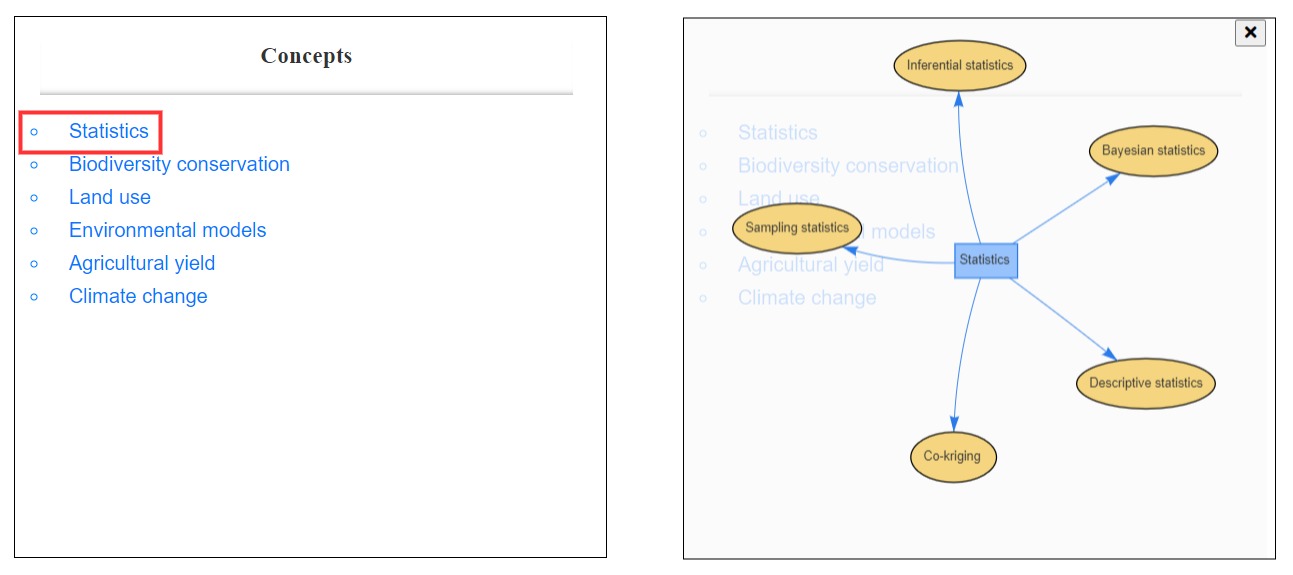 Concepts
Statistics
Biodiversity conservation
Land use
Environmental models
Agricultural yield
Climate change
Inferential statistics
Bayesian statistics
Statistics
Biodiversity conservation
Land use
Sampling statistics
models
Statistics
Agricultural yield
Climate change
Descriptive statistics
Co-kriging